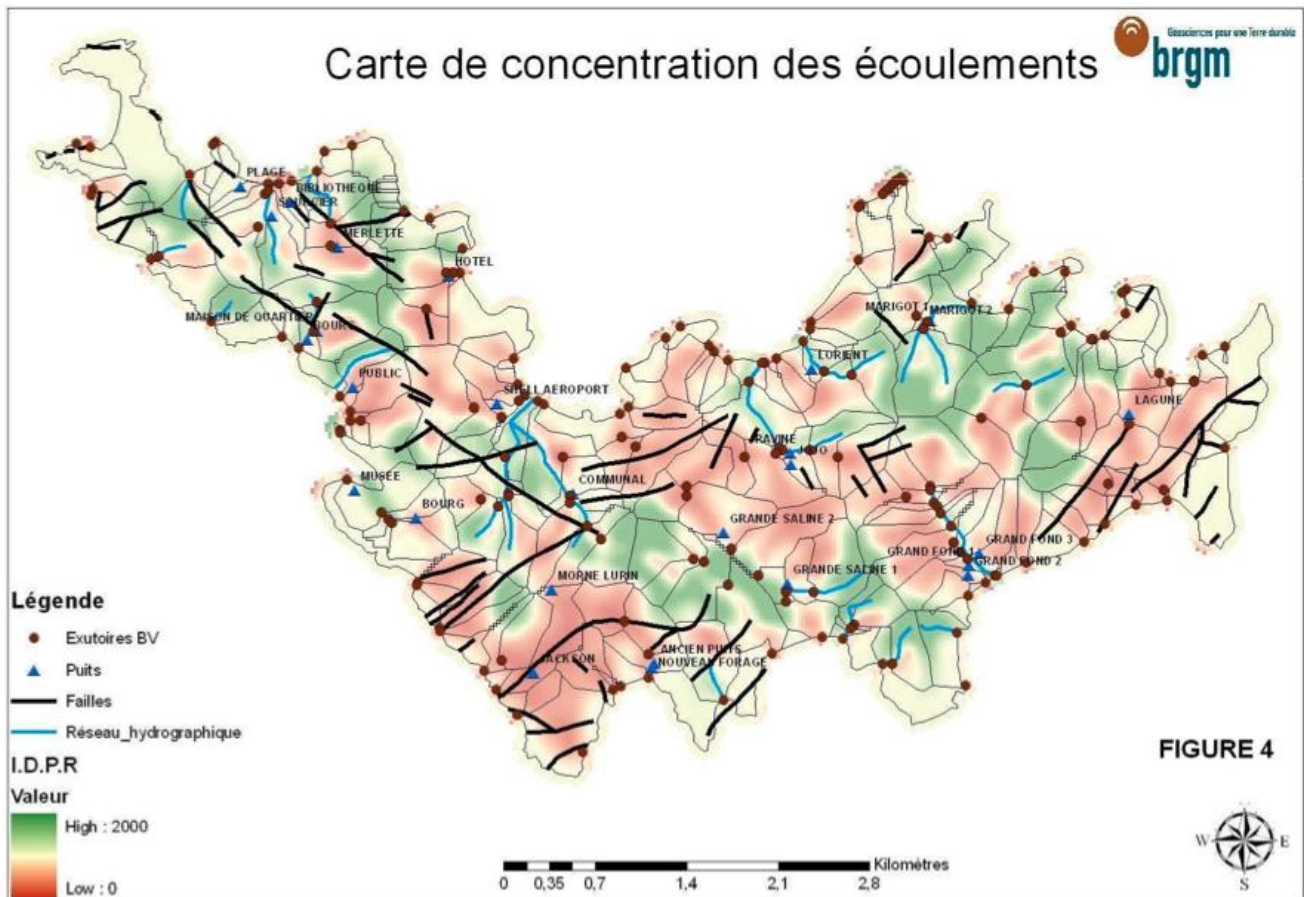 Carte de concentration des écoulements
Géosciences pour une Terre durable
brgm
PLAGE
BIBLIOTHEQUE
MERLETTE
HOTEL
MAISON DE QUARTIER
BOURG
PUBLIC
SHELL AEROPORT
MUSÉE
BOURG
COMMUNAL
MORNE LURIN
JACKSON
ANCIEN PUITS
NOUVEAU FORAGE
GRANDE SALINE 2
GRANDE SALINE 1
RAVINE
JOJO
LORIENT
MARIGOT 1
MARIGOT 2
LAGUNE
GRAND FOND 3
GRAND FOND 1
GRAND FOND 2
Légende
Exutoires BV
Puits
Failles
Réseau_hydrographique
I.D.P.R
Valeur
High : 2000
Low : 0
FIGURE 4
N
W
E
S
Kilomètres
0 0,35 0,7 1,4 2,1 2,8